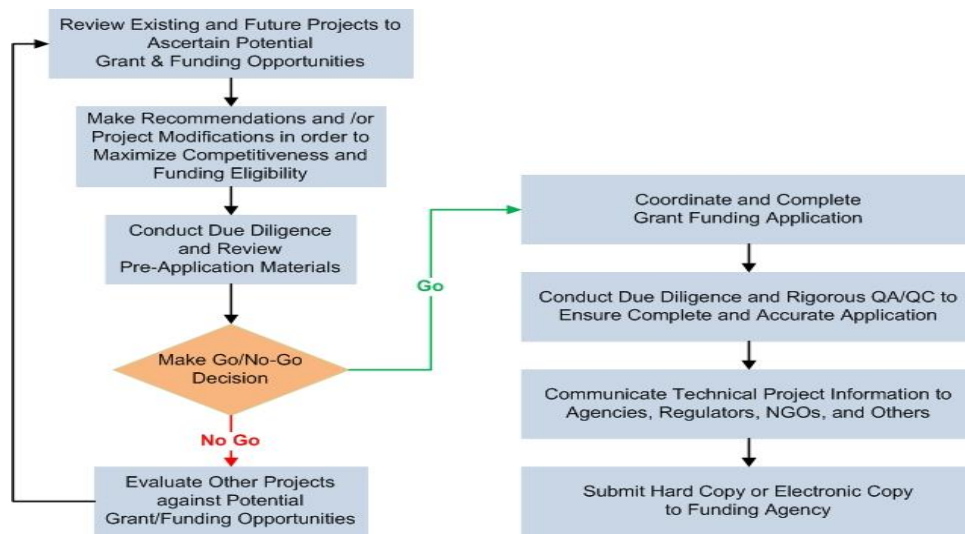 Review Existing and Future Projects to
Ascertain Potential
Grant & Funding Opportunities
Make Recommendations and /or
Project Modifications in order to
Maximize Competitiveness and
Funding Eligibility
Conduct Due Diligence
and Review
Pre-Application Materials
Make Go/No-Go
Decision
No Go
Evaluate Other Projects
against Potential
Grant/Funding Opportunities
Go
Coordinate and Complete
Grant Funding Application
Conduct Due Diligence and Rigorous QA/QC to
Ensure Complete and Accurate Application
Communicate Technical Project Information to
Agencies, Regulators, NGOs, and Others
Submit Hard Copy or Electronic Copy
to Funding Agency